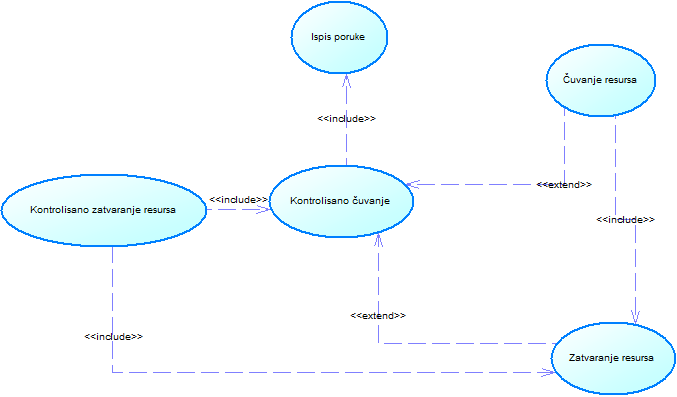 Ispis poruke
Čuvanje resursa
<<include>>
<<extend>>
Kontrolisano zatvaranje resursa
<<include>>
Kontrolisano čuvanje
<<include>>
<<extend>>
<<include>>
Zatvaranje resursa